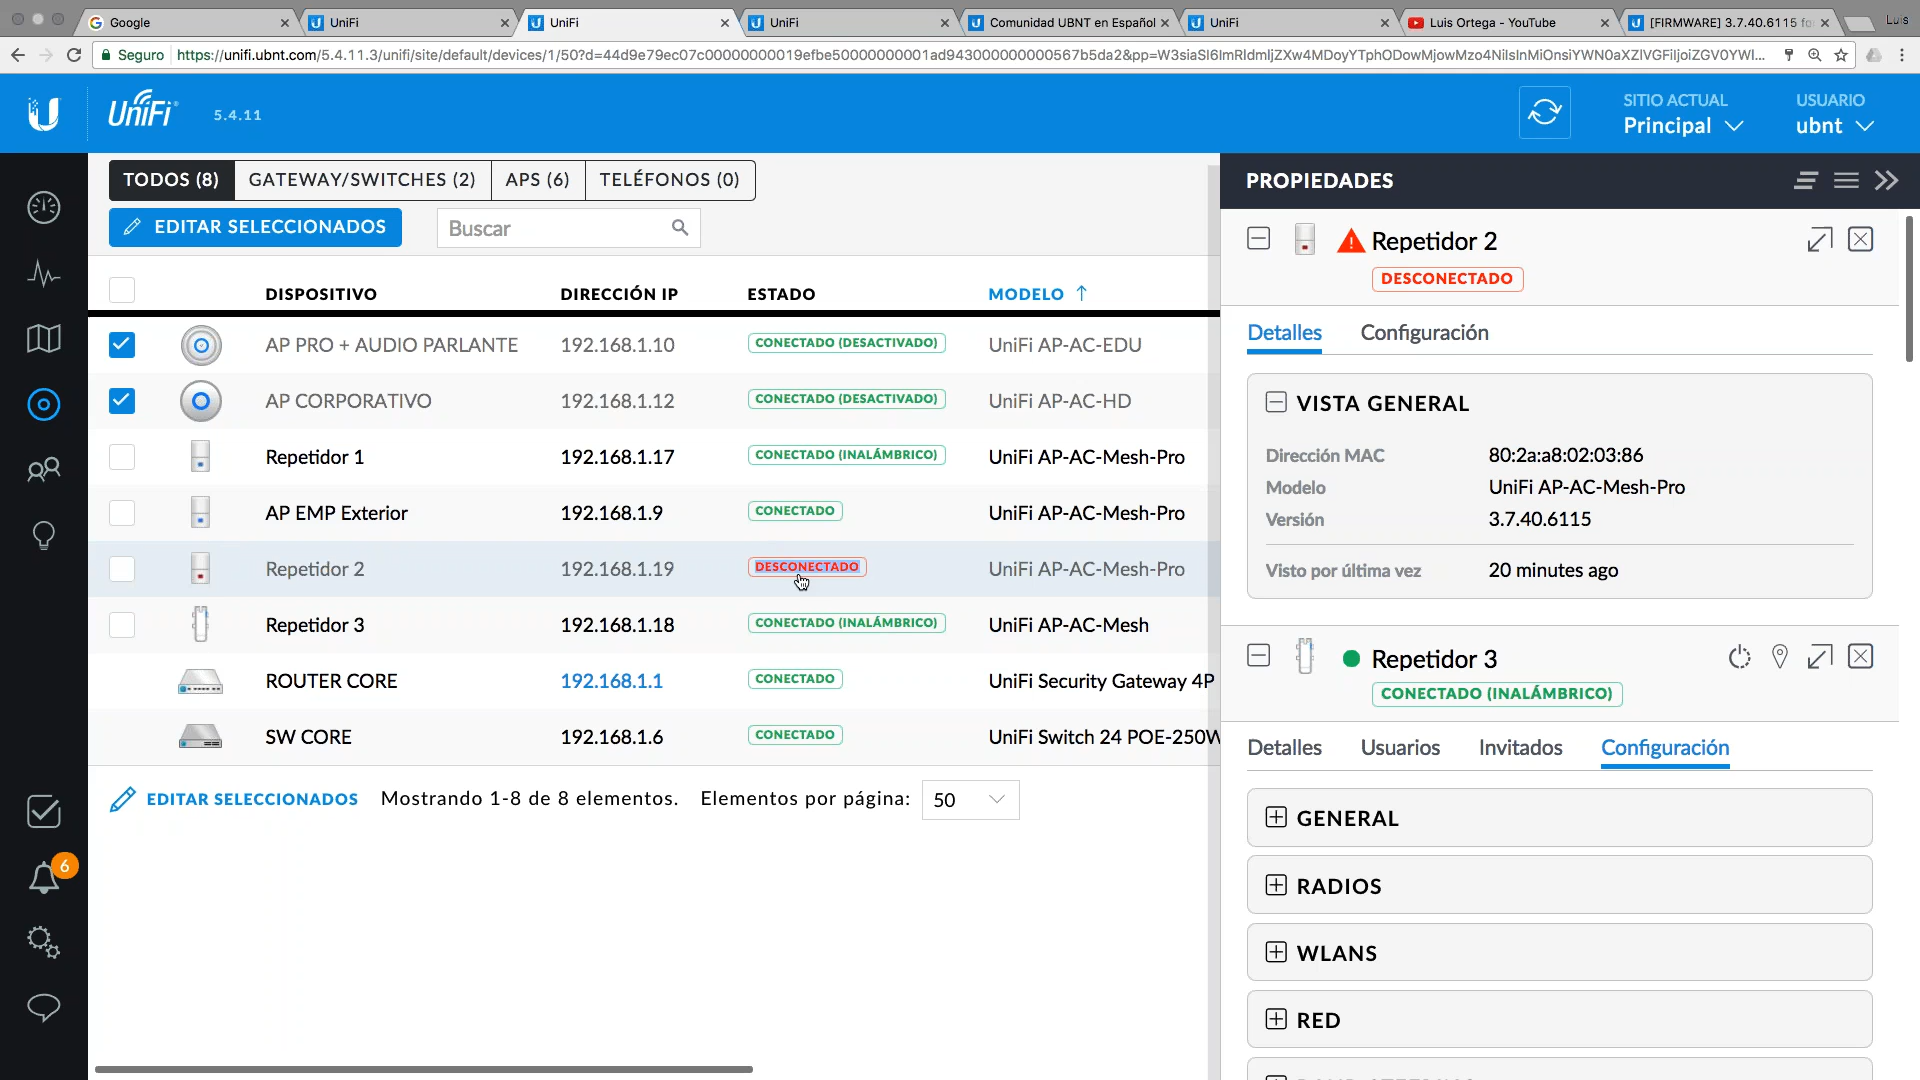 Google
UniFi
UniFi
UniFi
Comunidad UBNT en Español
UniFi
Luis Ortega - YouTube
[FIRMWARE] 3.7.40.6115 fo
Luis
Seguro
https://unifi.ubnt.com/5.4.11.3/unifi/site/default/devices/1/50?d=44d9e79ec07c00000000019efbe50000000001ad943000000000567b5da2&pp=W3siaSI6ImRldmljZXw4MDoyYTphODowMjowMzo4NiIsInMiOnsiYWN0aXZlVGFiIjoiZGV0YWl...
UniFi
5.4.11
SITIO ACTUAL
Principal
USUARIO
ubnt
TODOS (8)
GATEWAY/SWITCHES (2)
APS (6)
TELÉFONOS (0)
EDITAR SELECCIONADOS
Buscar
DISPOSITIVO
DIRECCIÓN IP
ESTADO
MODELO
AP PRO + AUDIO PARLANTE
192.168.1.10
CONECTADO (DESACTIVADO)
UniFi AP-AC-EDU
AP CORPORATIVO
192.168.1.12
CONECTADO (DESACTIVADO)
UniFi AP-AC-HD
Repetidor 1
192.168.1.17
CONECTADO (INALÁMBRICO)
UniFi AP-AC-Mesh-Pro
AP EMP Exterior
192.168.1.9
CONECTADO
UniFi AP-AC-Mesh-Pro
Repetidor 2
192.168.1.19
DESCONECTADO
UniFi AP-AC-Mesh-Pro
Repetidor 3
192.168.1.18
CONECTADO (INALÁMBRICO)
UniFi AP-AC-Mesh
ROUTER CORE
192.168.1.1
CONECTADO
UniFi Security Gateway 4P
SW CORE
192.168.1.6
CONECTADO
UniFi Switch 24 POE-250W
EDITAR SELECCIONADOS
Mostrando 1-8 de 8 elementos.
Elementos por página:
50
6
PROPIEDADES
Repetidor 2
DESCONECTADO
Detalles
Configuración
VISTA GENERAL
Dirección MAC
80:2a:a8:02:03:86
Modelo
UniFi AP-AC-Mesh-Pro
Versión
3.7.40.6115
Visto por última vez
20 minutes ago
Repetidor 3
CONECTADO (INALÁMBRICO)
Detalles
Usuarios
Invitados
Configuración
GENERAL
RADIOS
WLANS
RED